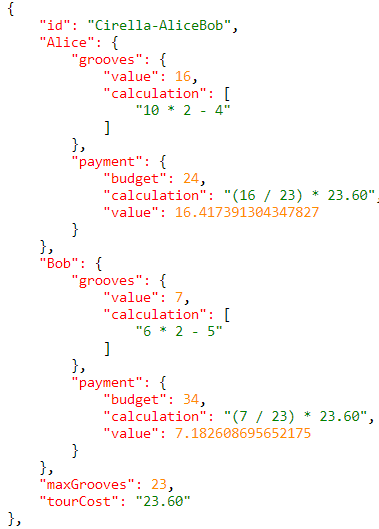 {
    "id": "Cirella-AliceBob",
    "Alice": {
        "grooves": {
            "value": 16,
            "calculation": [
                "10 * 2 - 4"
            ]
        },
        "payment": {
            "budget": 24,
            "calculation": "(16 / 23) * 23.60",
            "value": 16.417391304347827
        }
    },
    "Bob": {
        "grooves": {
            "value": 7,
            "calculation": [
                "6 * 2 - 5"
            ]
        },
        "payment": {
            "budget": 34,
            "calculation": "(7 / 23) * 23.60",
            "value": 7.182608695652175
        }
    },
    "maxGrooves": 23,
    "tourCost": "23.60"
},